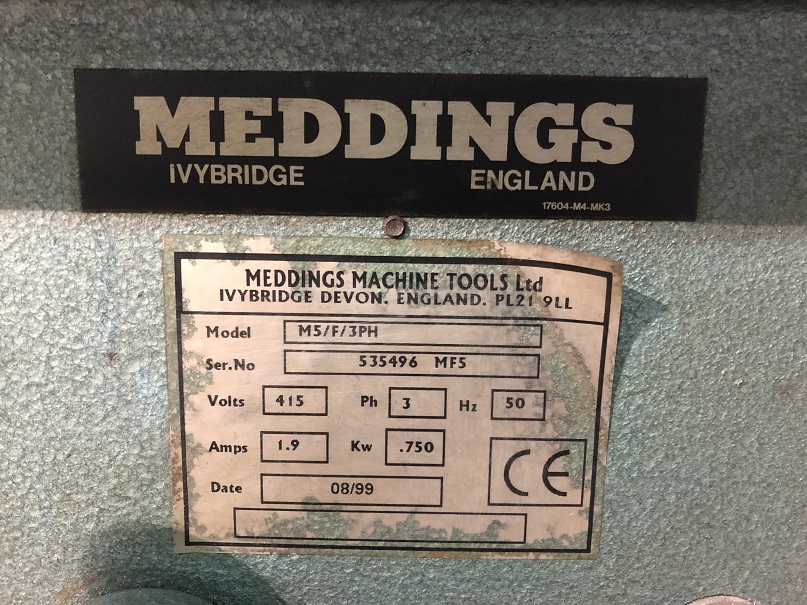 MEDDINGS
IVYBRIDGE ENGLAND
17604-M4-MK3
MEDDINGS MACHINE TOOLS Ltd
IVYBRIDGE DEVON. ENGLAND. PL21 9LL
Model M5/F/3PH
Ser.No 535496 MF5
Volts 415 Ph 3 Hz 50
Amps 1.9 Kw .750
CE
Date 08/99